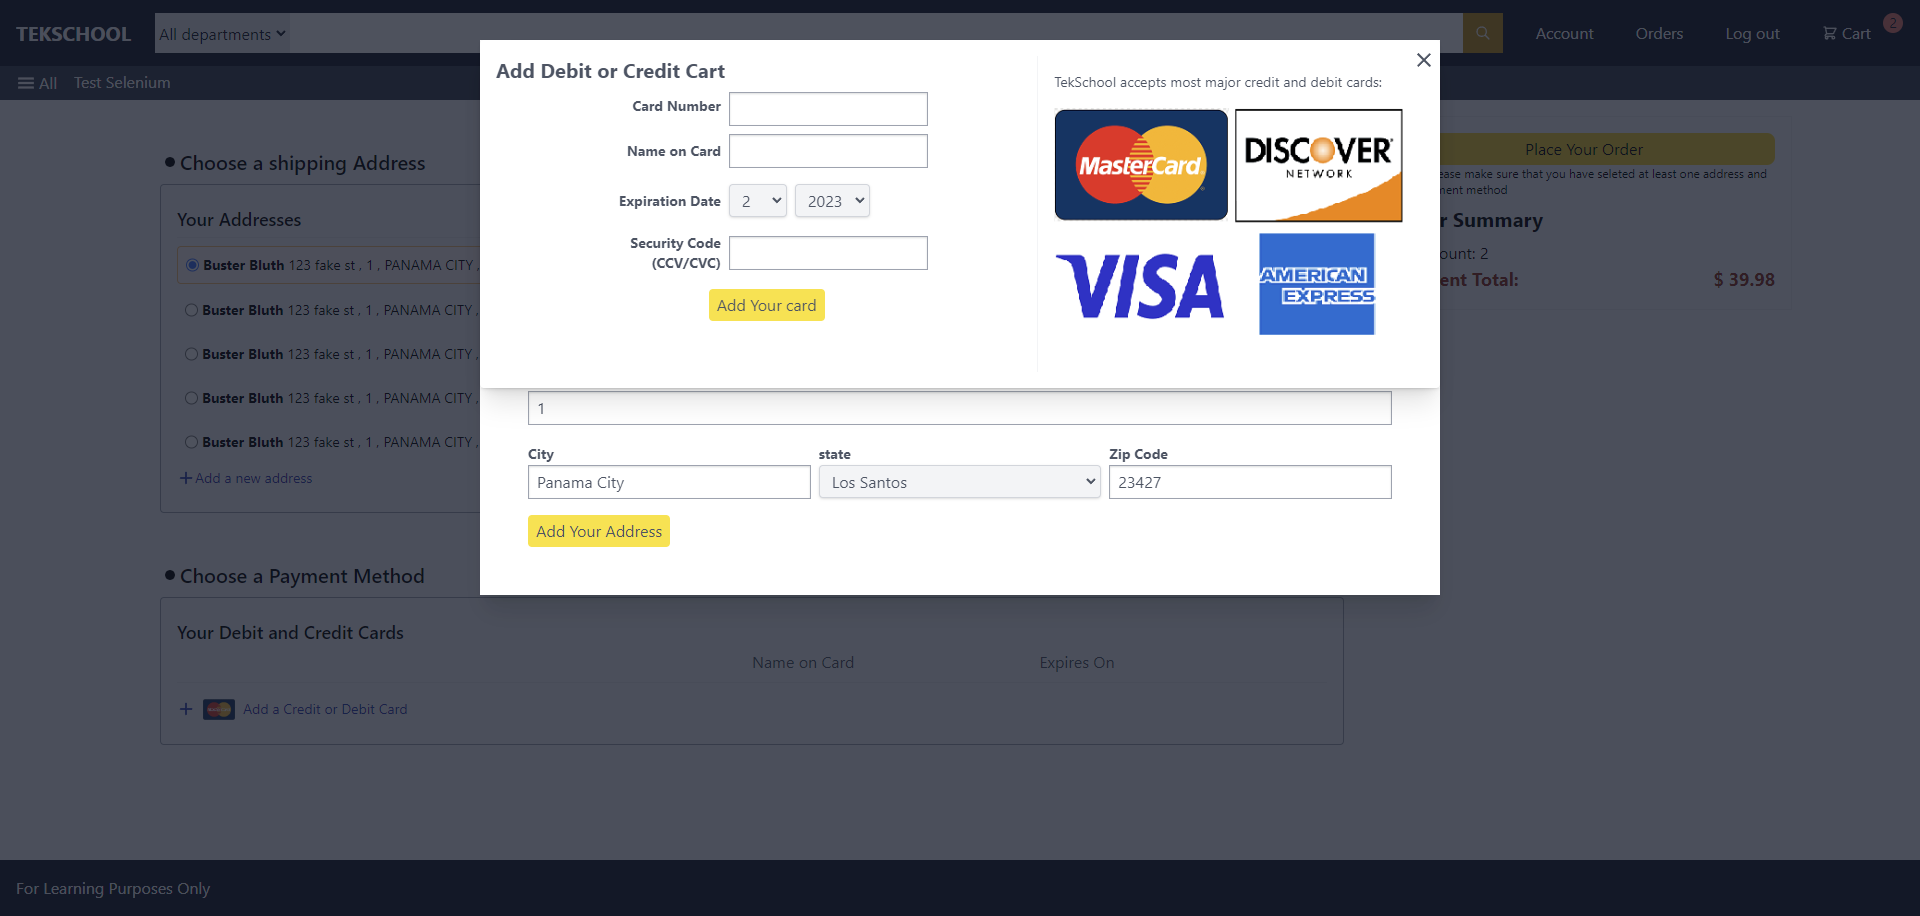 TEKSCHOOL
All departments
Account
Orders
Log out
Cart
2
All
Test Selenium
Add Debit or Credit Cart
Card Number
Name on Card
Expiration Date
2
2023
Security Code
(CCV/CVC)
Add Your card
TekSchool accepts most major credit and debit cards:
MasterCard
DISCOVER
NETWORK
VISA
AMERICAN
EXPRESS
Choose a shipping Address
Your Addresses
Buster Bluth 123 fake st , 1 , PANAMA CITY ,
Buster Bluth 123 fake st , 1 , PANAMA CITY ,
Buster Bluth 123 fake st , 1 , PANAMA CITY ,
Buster Bluth 123 fake st , 1 , PANAMA CITY ,
Buster Bluth 123 fake st , 1 , PANAMA CITY ,
Add a new address
1
City
Panama City
state
Los Santos
Zip Code
23427
Add Your Address
Place Your Order
ease make sure that you have seleted at least one address and
ment method
r Summary
ount: 2
ent Total:
$ 39.98
Choose a Payment Method
Your Debit and Credit Cards
Name on Card
Expires On
Add a Credit or Debit Card
For Learning Purposes Only